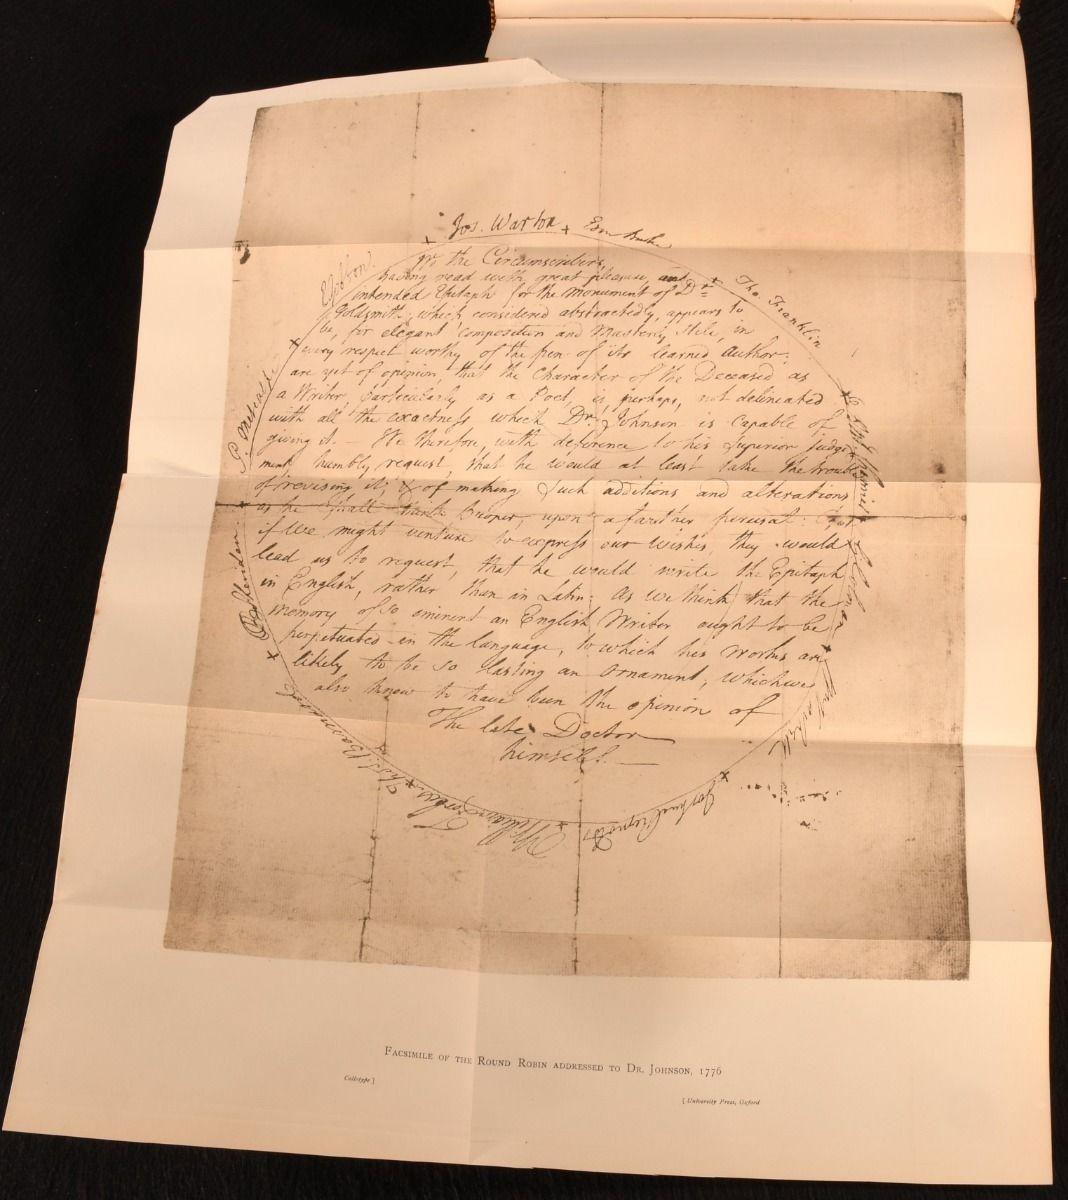 Jos. Warton
Edm Burke
Tho. Franklin
EGibbon.
We the Circumscribers,
having read with great pleasure, an
intended Epitaph for the Monument of Dr
Goldsmith; which considered abstractedly, appears to
be, for elegant composition and Masterly Stile, in
every respect worthy of the pen of its learned Author;
are yet of opinion, that the Character of the Deceased as
a Writer, particularly as a Poet, is, perhaps, not delineated
with all the exactness which Dr. Johnson is Capable of
giving it. — We therefore, with deference to his superior Judge
ment, humbly request, that he would at least take the trouble
of revising it; & of making such additions and alterations
as he shall think proper, upon a farther perusal: But
if We might venture to express our Wishes, they would
lead us to request, that he would write the Epitaph
in English, rather than in Latin: As We think that the
Memory of so eminent an English Writer ought to be
perpetuated in the language, to which his Works are
likely to be so lasting an Ornament; which we
also know to have been the opinion of
The late Doctor
himself.
P. Metcalfe
RBSheridan
Thos. Barnard
William Forbes
Joshua Reynolds
FACSIMILE OF THE ROUND ROBIN ADDRESSED TO DR. JOHNSON, 1776
Collotype ]
[ University Press, Oxford